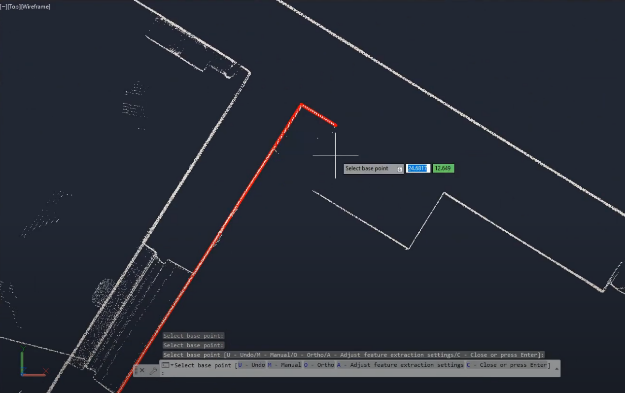 [−][Top][Wireframe]
Select base point
12.649
Select base point:
Select base point:
Select base point [U - Undo/M - Manual/O - Ortho/A - Adjust feature extraction settings/C - Close or press Enter]:
Select base point [U - Undo M - Manual O - Ortho A - Adjust feature extraction settings C - Close or press Enter]
: